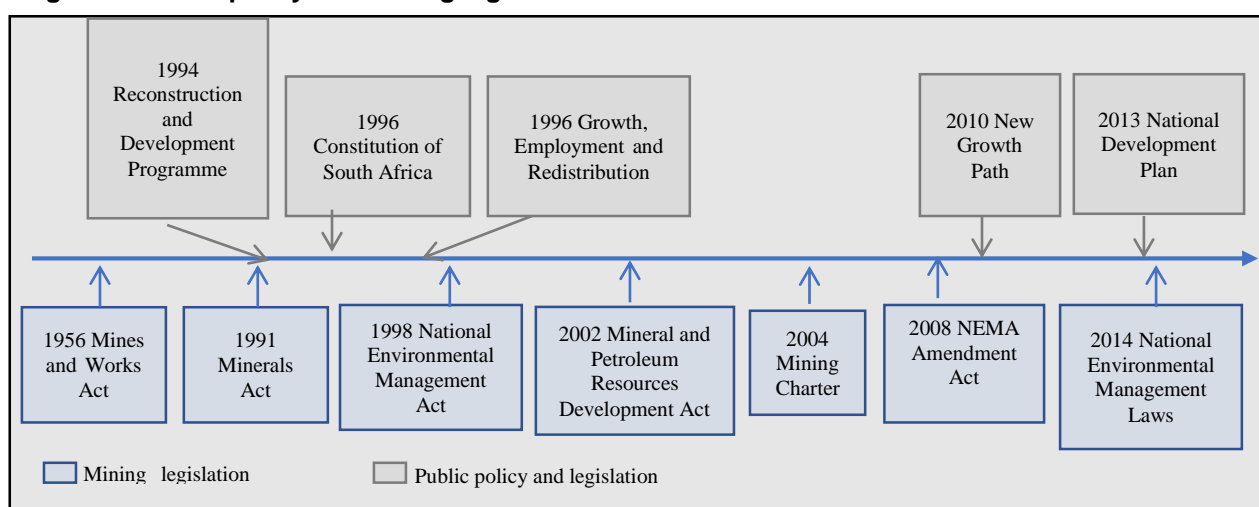 1994
Reconstruction
and
Development
Programme
1996
Constitution of
South Africa
1996 Growth,
Employment and
Redistribution
2010 New
Growth
Path
2013 National
Development
Plan
1956 Mines
and Works
Act
1991
Minerals
Act
1998 National
Environmental
Management
Act
2002 Mineral and
Petroleum
Resources
Development Act
2004
Mining
Charter
2008 NEMA
Amendment
Act
2014 National
Environmental
Management
Laws
Mining legislation
Public policy and legislation